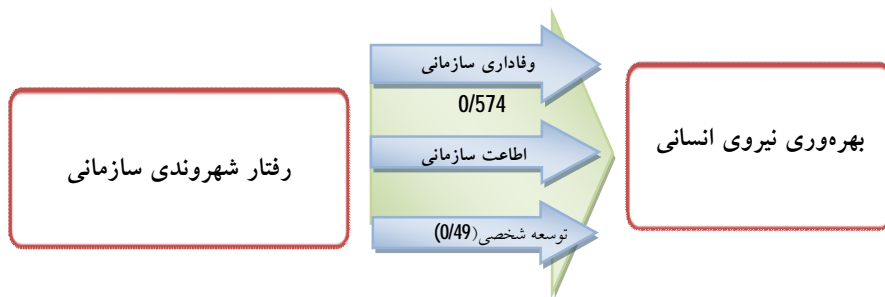 وفاداری سازمانی
0/574
اطاعت سازمانی
توسعه شخصی(0/49)
بهره‌وری نیروی انسانی
رفتار شهروندی سازمانی